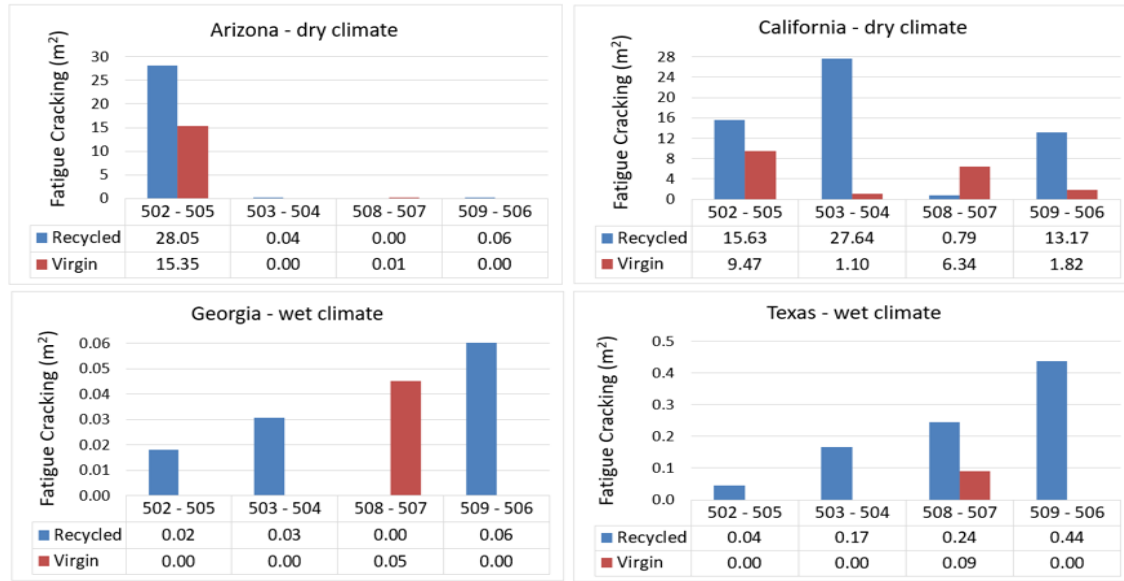 Arizona - dry climate
Fatigue Cracking (m²)
30
25
20
15
10
5
0
502 - 505 503 - 504 508 - 507 509 - 506
Recycled 28.05 0.04 0.00 0.06
Virgin 15.35 0.00 0.01 0.00
California - dry climate
Fatigue Cracking (m²)
28
24
20
16
12
8
4
0
502 - 505 503 - 504 508 - 507 509 - 506
Recycled 15.63 27.64 0.79 13.17
Virgin 9.47 1.10 6.34 1.82
Georgia - wet climate
Fatigue Cracking (m²)
0.06
0.05
0.04
0.03
0.02
0.01
0.00
502 - 505 503 - 504 508 - 507 509 - 506
Recycled 0.02 0.03 0.00 0.06
Virgin 0.00 0.00 0.05 0.00
Texas - wet climate
Fatigue Cracking (m²)
0.5
0.4
0.3
0.2
0.1
0.0
502 - 505 503 - 504 508 - 507 509 - 506
Recycled 0.04 0.17 0.24 0.44
Virgin 0.00 0.00 0.09 0.00